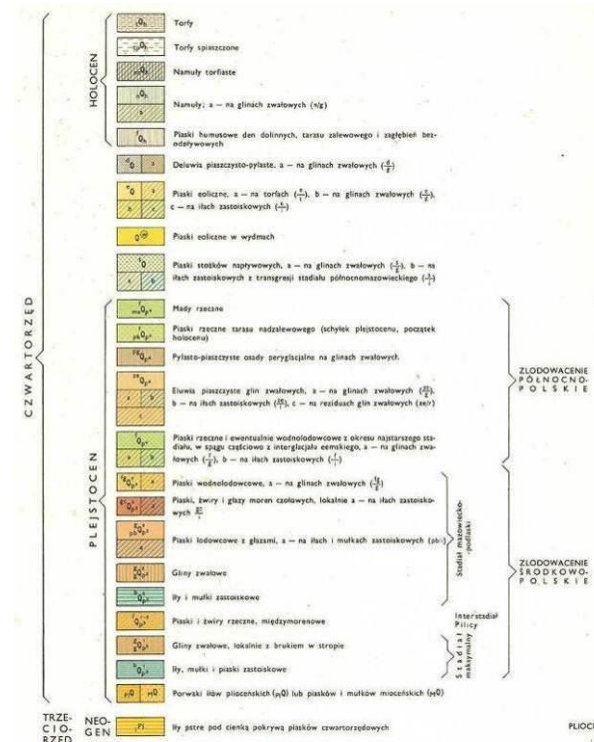 CZWARTORZĘD
HOLOCEN
Torfy
Torfy spiaszczone
Namuły torfiaste
Namuły; a — na glinach zwałowych (n/g)
Piaski humusowe den dolinnych, tarasu zalewowego i zagłębień bez-
odpływowych
Deluwia piaszczysto-pylaste, a — na glinach zwałowych
Piaski eoliczne, a — na torfach, b — na glinach zwałowych,
c — na iłach zastoiskowych
Piaski eoliczne w wydmach
Piaski stożków napływowych, a — na glinach zwałowych, b — na
iłach zastoiskowych z transgresji stadiału północnomazowieckiego
PLEJSTOCEN
Mady rzeczne
Piaski rzeczne tarasu nadzalewowego (schyłek plejstocenu, początek
holocenu)
Pylasto-piaszczyste osady peryglacjalne na glinach zwałowych
Eluwia piaszczyste glin zwałowych, a — na glinach zwałowych,
b — na iłach zastoiskowych, c — na reziduach glin zwałowych
Piaski rzeczne i ewentualnie wodnolodowcowe z okresu najstarszego sta-
diału, w spągu częściowo z interglacjału eemskiego, a — na glinach zwa-
łowych, b — na iłach zastoiskowych
ZLODOWACENIE
PÓŁNOCNO-
POLSKIE
Piaski wodnolodowcowe, a — na glinach zwałowych
Piaski, żwiry i głazy moren czołowych, lokalnie a — na iłach zastoisko-
wych
Piaski lodowcowe z głazami, a — na iłach i mułkach zastoiskowych
Gliny zwałowe
Iły i mułki zastoiskowe
Stadiał mazowiecko-
podlaski
Piaski i żwiry rzeczne, międzymorenowe
Interstadiał
Pilicy
Gliny zwałowe, lokalnie z brukiem w stropie
Iły, mułki i piaski zastoiskowe
Stadiał
maksymalny
ZLODOWACENIE
ŚRODKOWO-
POLSKIE
Porwaki iłów plioceńskich (PlQ) lub piasków i mułków mioceńskich (MQ)
TRZE-
CIO-
RZĘD
NEO-
GEN
Iły pstre pod cienką pokrywą piasków czwartorzędowych
PLIOC